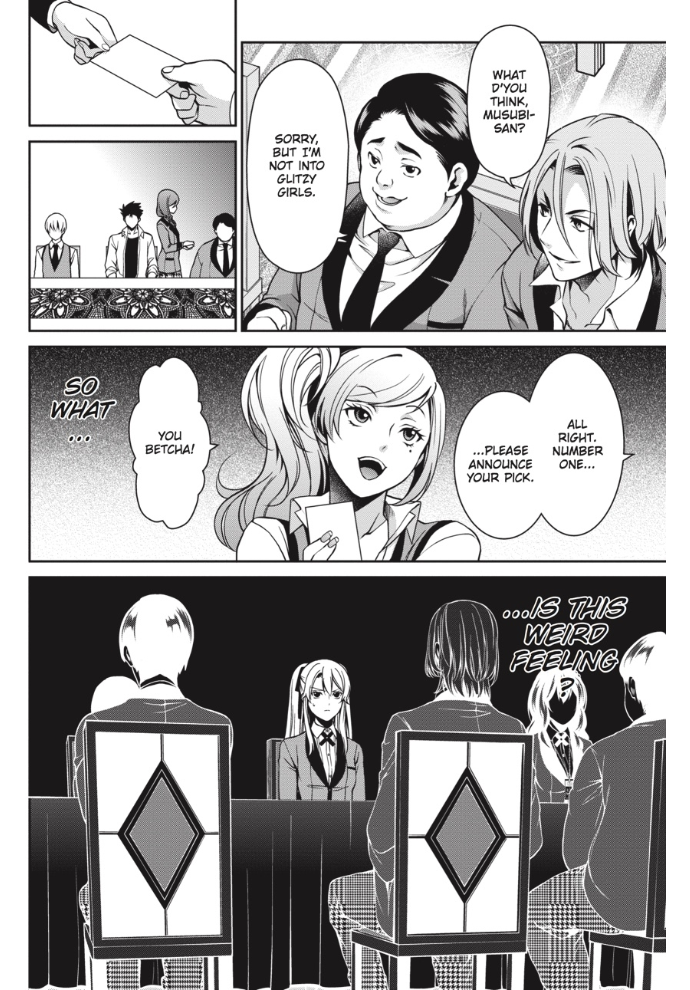 WHAT
D'YOU
THINK,
MUSUBI-
SAN?
SORRY,
BUT I'M
NOT INTO
GLITZY
GIRLS.
ALL
RIGHT.
NUMBER
ONE...
...PLEASE
ANNOUNCE
YOUR PICK.
YOU
BETCHA!
SO
WHAT
...
...IS THIS
WEIRD
FEELING
?